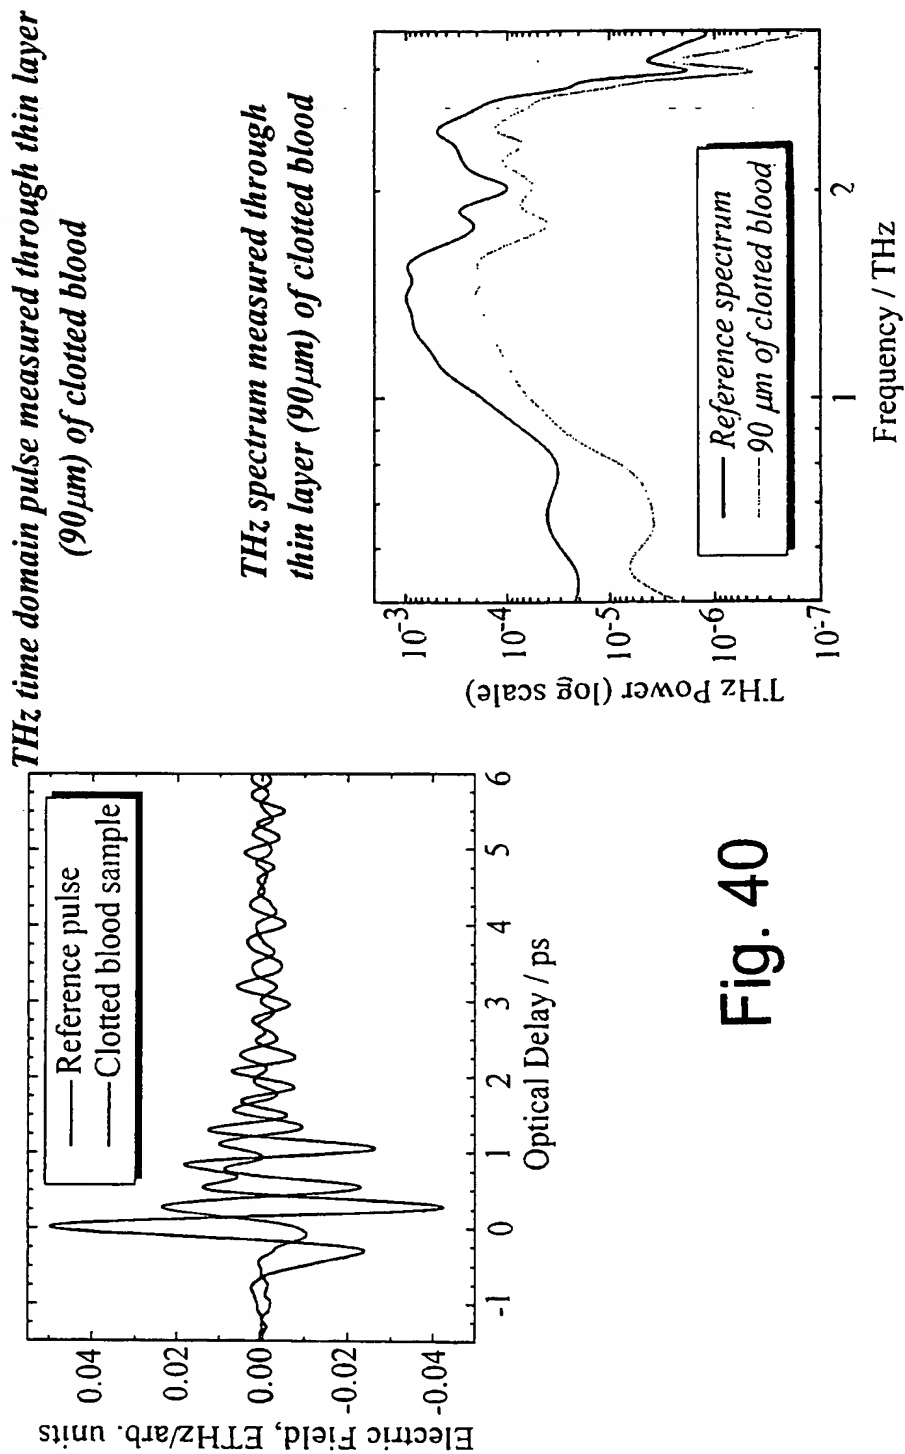 THz time domain pulse measured through thin layer
(90μm) of clotted blood
Electric Field, ETHz/arb. units
0.04
0.02
0.00
-0.02
-0.04
Reference pulse
Clotted blood sample
-1
0
1
2
3
4
5
6
Optical Delay / ps
THz spectrum measured through
thin layer (90μm) of clotted blood
THz Power (log scale)
10-3
10-4
10-5
10-6
10-7
Reference spectrum
90 μm of clotted blood
1
2
Frequency / THz
Fig. 40